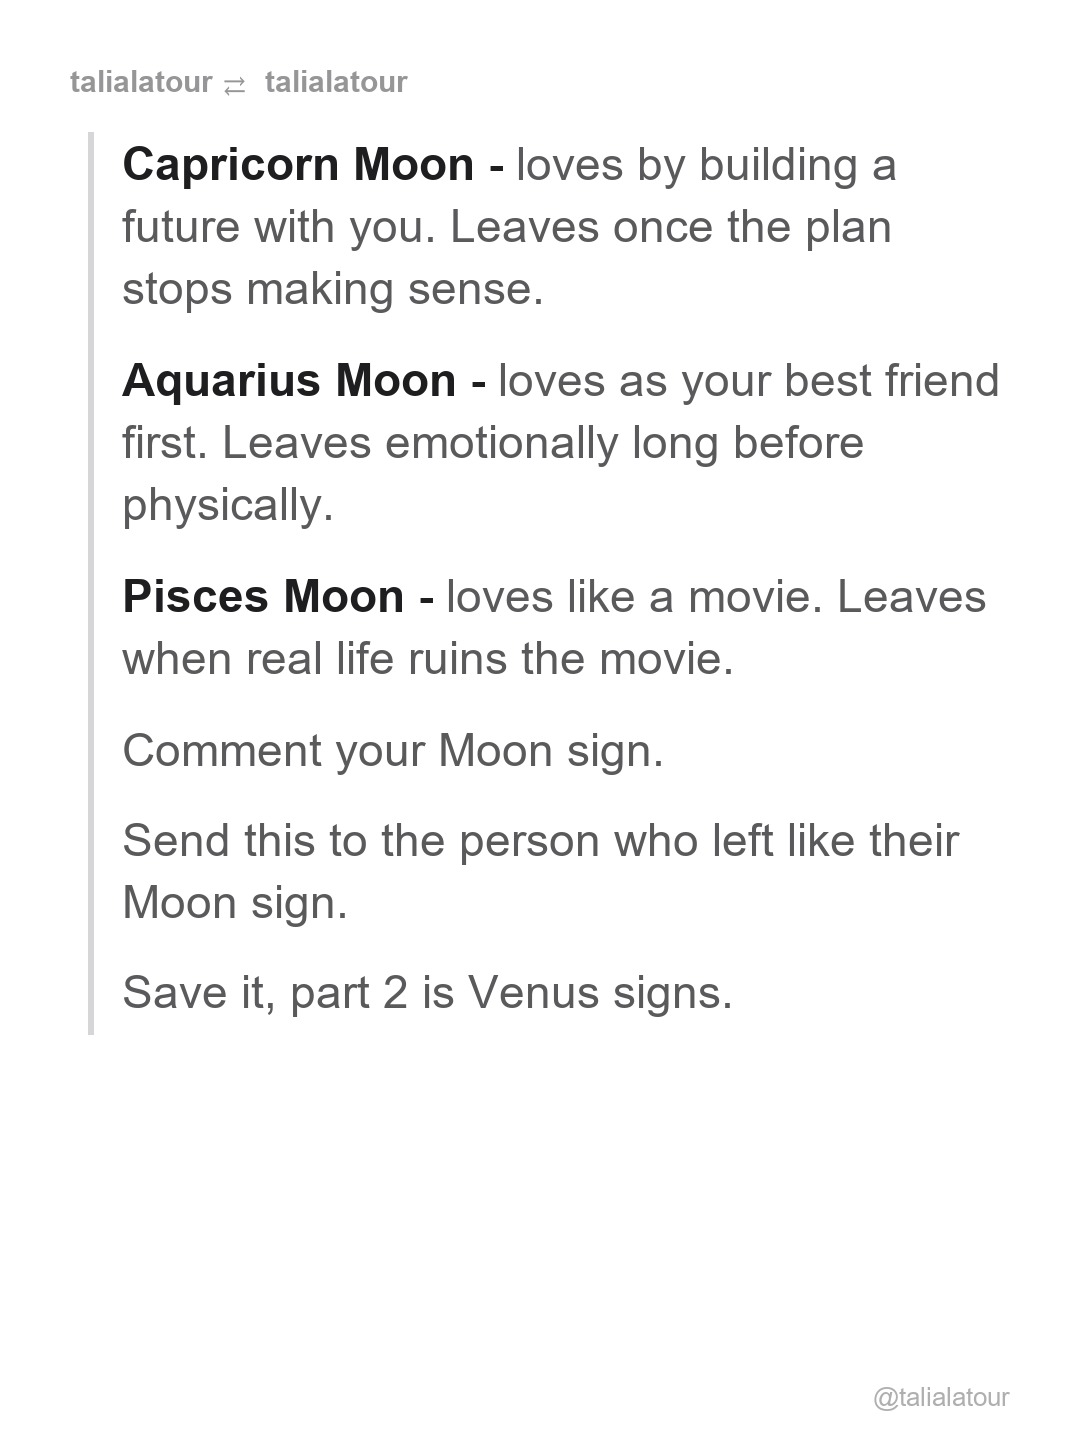 talialatour ⇄ talialatour
Capricorn Moon - loves by building a
future with you. Leaves once the plan
stops making sense.
Aquarius Moon - loves as your best friend
first. Leaves emotionally long before
physically.
Pisces Moon - loves like a movie. Leaves
when real life ruins the movie.
Comment your Moon sign.
Send this to the person who left like their
Moon sign.
Save it, part 2 is Venus signs.
@talialatour